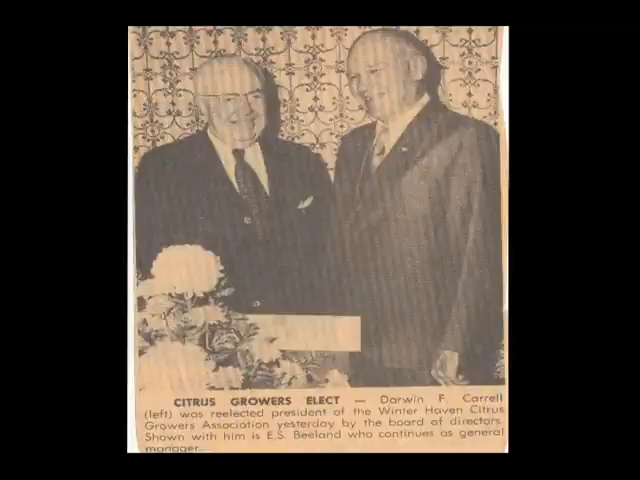 CITRUS GROWERS ELECT — Darwin F. Carrell
(left) was reelected president of the Winter Haven Citrus
Growers Association yesterday by the board of directors.
Shown with him is E.S. Beeland who continues as general
manager.